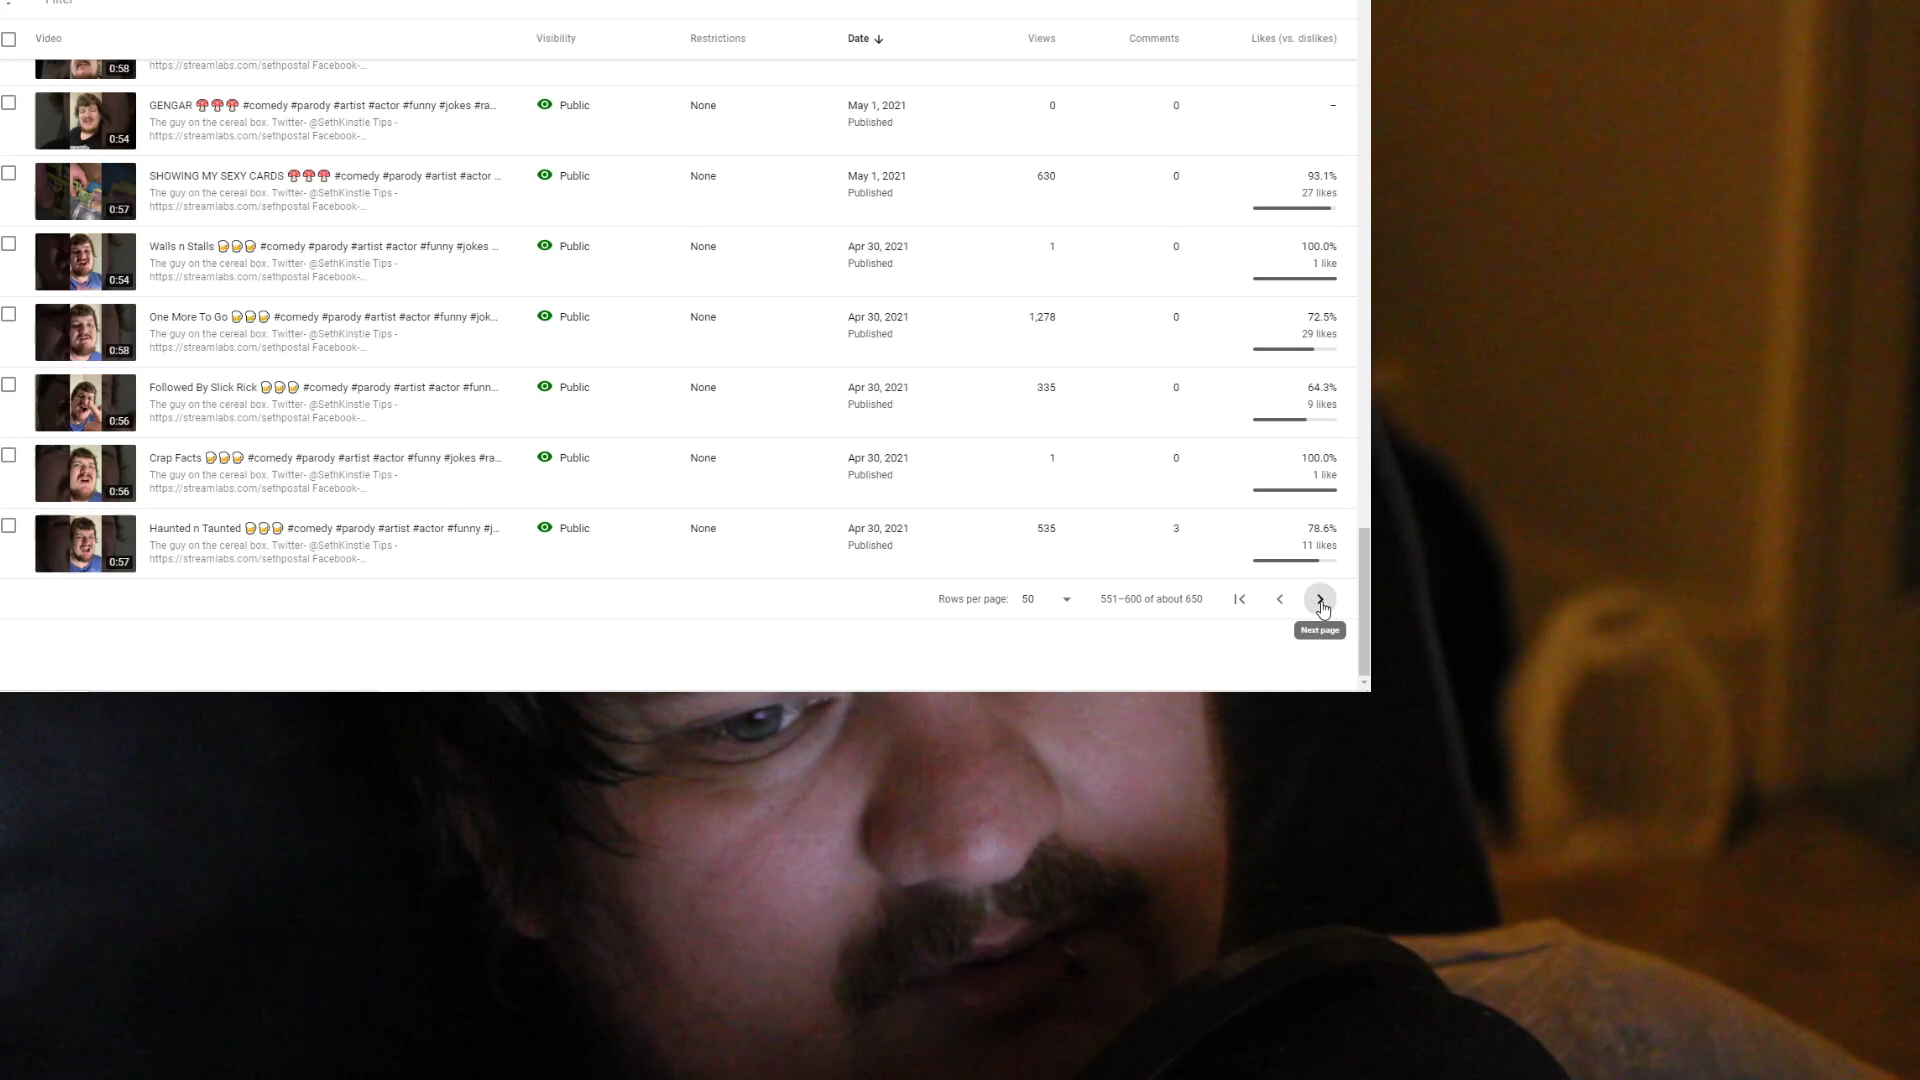 Filter
Video Visibility Restrictions Date Views Comments Likes (vs. dislikes)
0:58 https://streamlabs.com/sethpostal Facebook-...
GENGAR 🍄🍄🍄 #comedy #parody #artist #actor #funny #jokes #ra... Public None May 1, 2021 0 0 –
The guy on the cereal box. Twitter- @SethKinstle Tips - Published
0:54 https://streamlabs.com/sethpostal Facebook-...
SHOWING MY SEXY CARDS 🍄🍄🍄 #comedy #parody #artist #actor ... Public None May 1, 2021 630 0 93.1%
The guy on the cereal box. Twitter- @SethKinstle Tips - Published 27 likes
0:57 https://streamlabs.com/sethpostal Facebook-...
Walls n Stalls 🍺🍺🍺 #comedy #parody #artist #actor #funny #jokes ... Public None Apr 30, 2021 1 0 100.0%
The guy on the cereal box. Twitter- @SethKinstle Tips - Published 1 like
0:54 https://streamlabs.com/sethpostal Facebook-...
One More To Go 🍺🍺🍺 #comedy #parody #artist #actor #funny #jok... Public None Apr 30, 2021 1,278 0 72.5%
The guy on the cereal box. Twitter- @SethKinstle Tips - Published 29 likes
0:58 https://streamlabs.com/sethpostal Facebook-...
Followed By Slick Rick 🍺🍺🍺 #comedy #parody #artist #actor #funn... Public None Apr 30, 2021 335 0 64.3%
The guy on the cereal box. Twitter- @SethKinstle Tips - Published 9 likes
0:56 https://streamlabs.com/sethpostal Facebook-...
Crap Facts 🍺🍺🍺 #comedy #parody #artist #actor #funny #jokes #ra... Public None Apr 30, 2021 1 0 100.0%
The guy on the cereal box. Twitter- @SethKinstle Tips - Published 1 like
0:56 https://streamlabs.com/sethpostal Facebook-...
Haunted n Taunted 🍺🍺🍺 #comedy #parody #artist #actor #funny #j... Public None Apr 30, 2021 535 3 78.6%
The guy on the cereal box. Twitter- @SethKinstle Tips - Published 11 likes
0:57 https://streamlabs.com/sethpostal Facebook-...
Rows per page: 50 551–600 of about 650
Next page